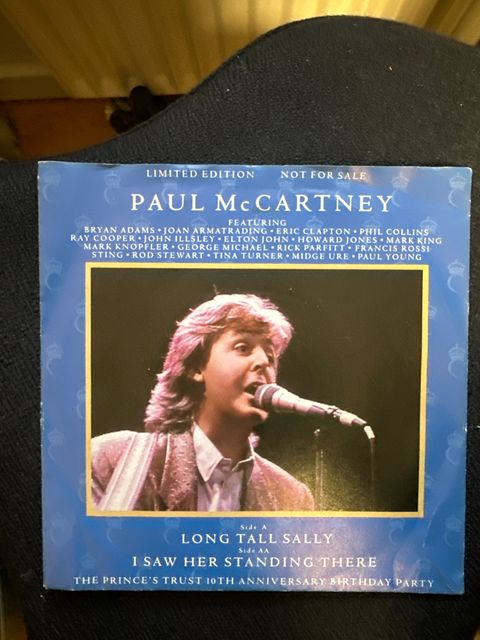 LIMITED EDITION NOT FOR SALE
PAUL McCARTNEY
FEATURING
BRYAN ADAMS • JOAN ARMATRADING • ERIC CLAPTON • PHIL COLLINS
RAY COOPER • JOHN ILLSLEY • ELTON JOHN • HOWARD JONES • MARK KING
MARK KNOPFLER • GEORGE MICHAEL • RICK PARFITT • FRANCIS ROSSI
STING • ROD STEWART • TINA TURNER • MIDGE URE • PAUL YOUNG
Side A
LONG TALL SALLY
Side AA
I SAW HER STANDING THERE
THE PRINCE'S TRUST 10TH ANNIVERSARY BIRTHDAY PARTY